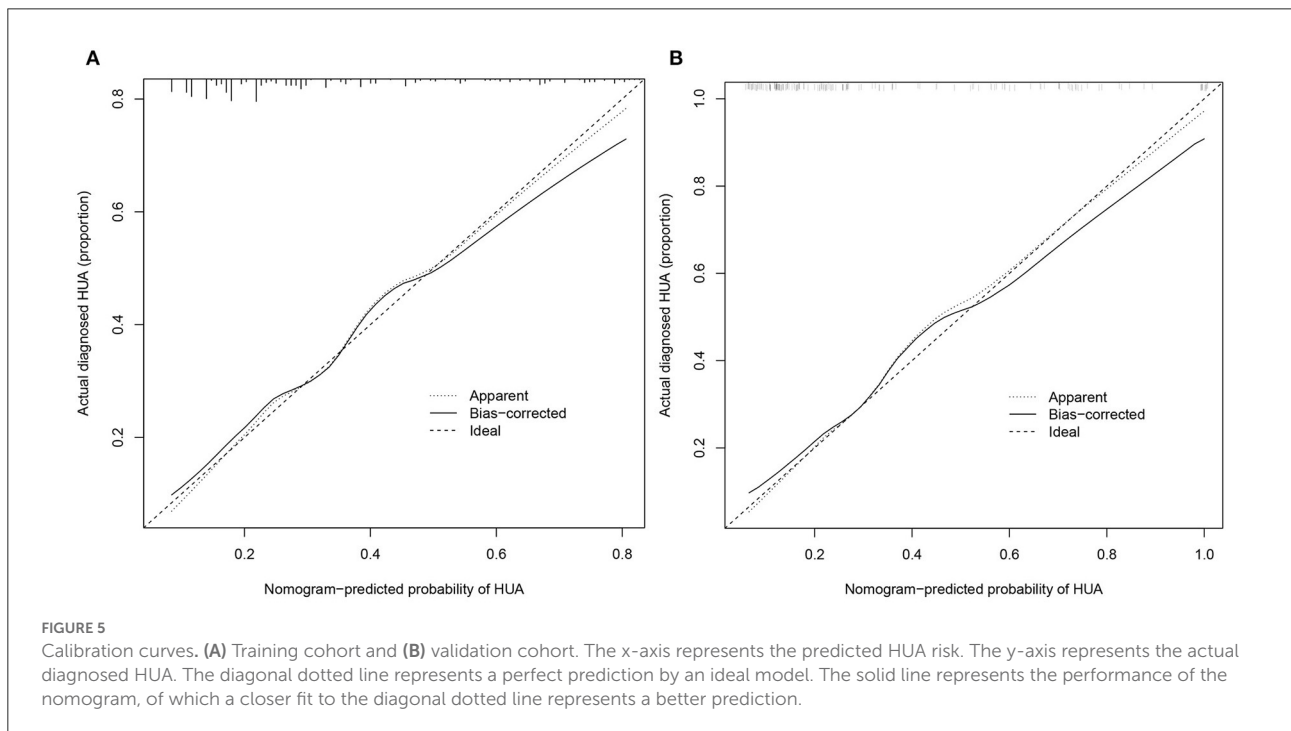 A
Actual diagnosed HUA (proportion)
0.8
0.6
0.4
0.2
Apparent
Bias-corrected
Ideal
0.2 0.4 0.6 0.8
Nomogram-predicted probability of HUA
B
Actual diagnosed HUA (proportion)
1.0
0.8
0.6
0.4
0.2
Apparent
Bias-corrected
Ideal
0.2 0.4 0.6 0.8 1.0
Nomogram-predicted probability of HUA
FIGURE 5
Calibration curves. (A) Training cohort and (B) validation cohort. The x-axis represents the predicted HUA risk. The y-axis represents the actual
diagnosed HUA. The diagonal dotted line represents a perfect prediction by an ideal model. The solid line represents the performance of the
nomogram, of which a closer fit to the diagonal dotted line represents a better prediction.